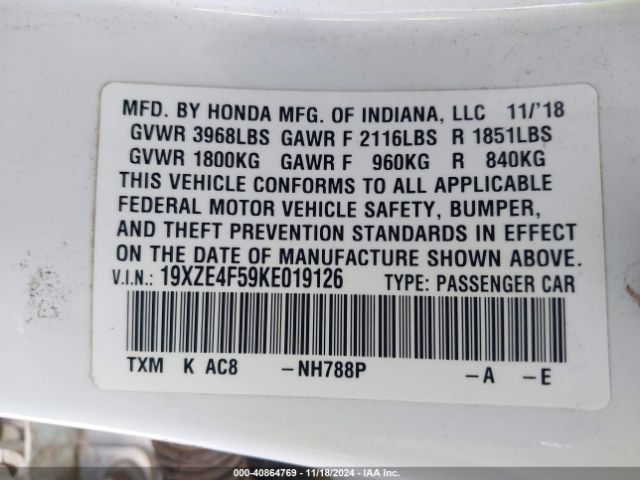 MFD. BY HONDA MFG. OF INDIANA, LLC 11/'18
GVWR 3968LBS GAWR F 2116LBS R 1851LBS
GVWR 1800KG GAWR F 960KG R 840KG
THIS VEHICLE CONFORMS TO ALL APPLICABLE
FEDERAL MOTOR VEHICLE SAFETY, BUMPER,
AND THEFT PREVENTION STANDARDS IN EFFECT
ON THE DATE OF MANUFACTURE SHOWN ABOVE.
V.I.N.: 19XZE4F59KE019126 TYPE: PASSENGER CAR
TXM K AC8 -NH788P -A -E
000-40864769 - 11/18/2024 - IAAI.COM